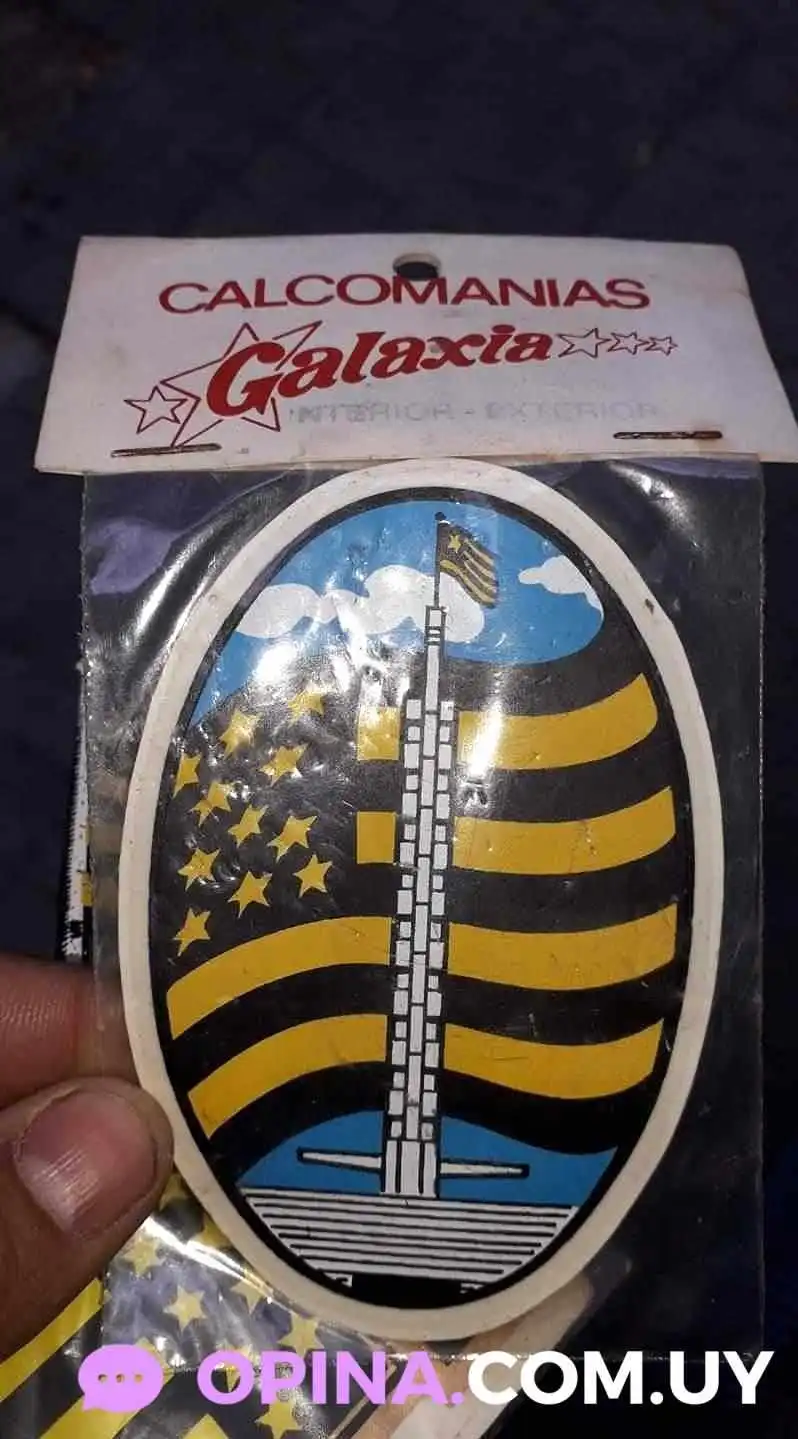 CALCOMANIAS
Galaxia
INTERIOR - EXTERIOR
OPINA.COM.UY